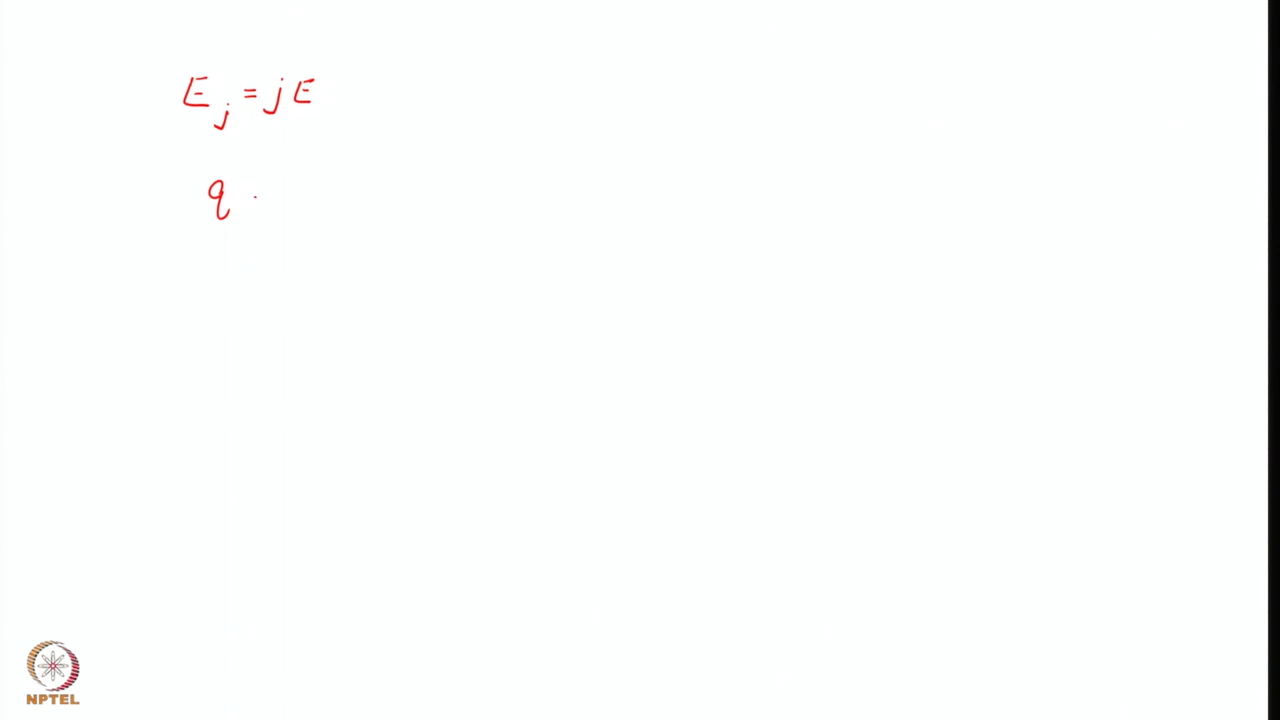 E_j = jE
q
NPTEL